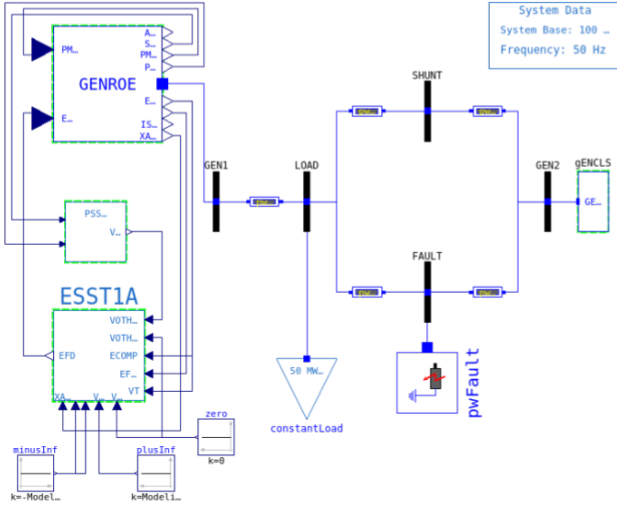 System Data
System Base: 100 …
Frequency: 50 Hz
A…
S…
PM…
PM…
P…
GENROE
E…
E…
IS…
XA…
SHUNT
GEN1
LOAD
GEN2
gENCLS
GE…
PSS…
V…
FAULT
ESST1A
VOTH…
VOTH…
EFD
ECOMP
EF…
VT
XA…
V…
V…
50 MW…
constantLoad
pwFault
zero
k=0
minusInf
plusInf
k=-Model…
k=Modeli…